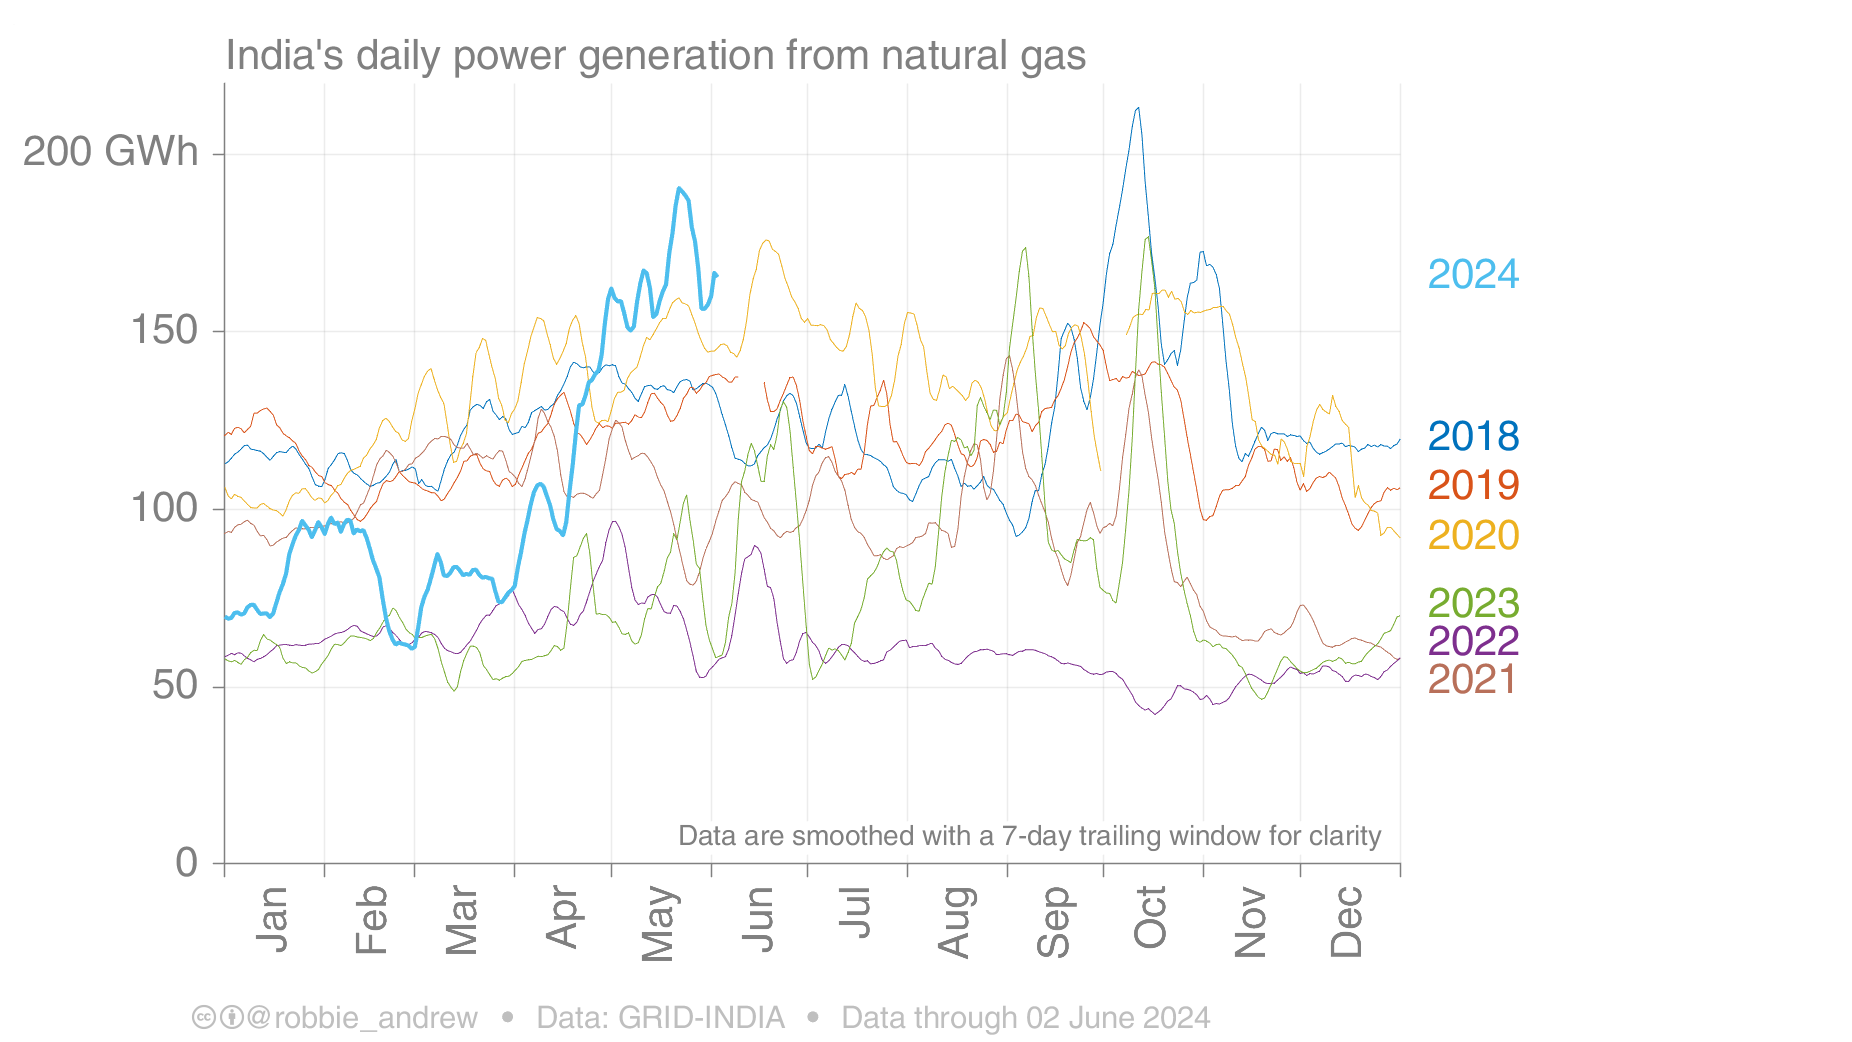 India's daily power generation from natural gas
200 GWh
150
100
50
0
2024
2018
2019
2020
2023
2022
2021
Data are smoothed with a 7-day trailing window for clarity
Jan Feb Mar Apr May Jun Jul Aug Sep Oct Nov Dec
cc @robbie_andrew • Data: GRID-INDIA • Data through 02 June 2024